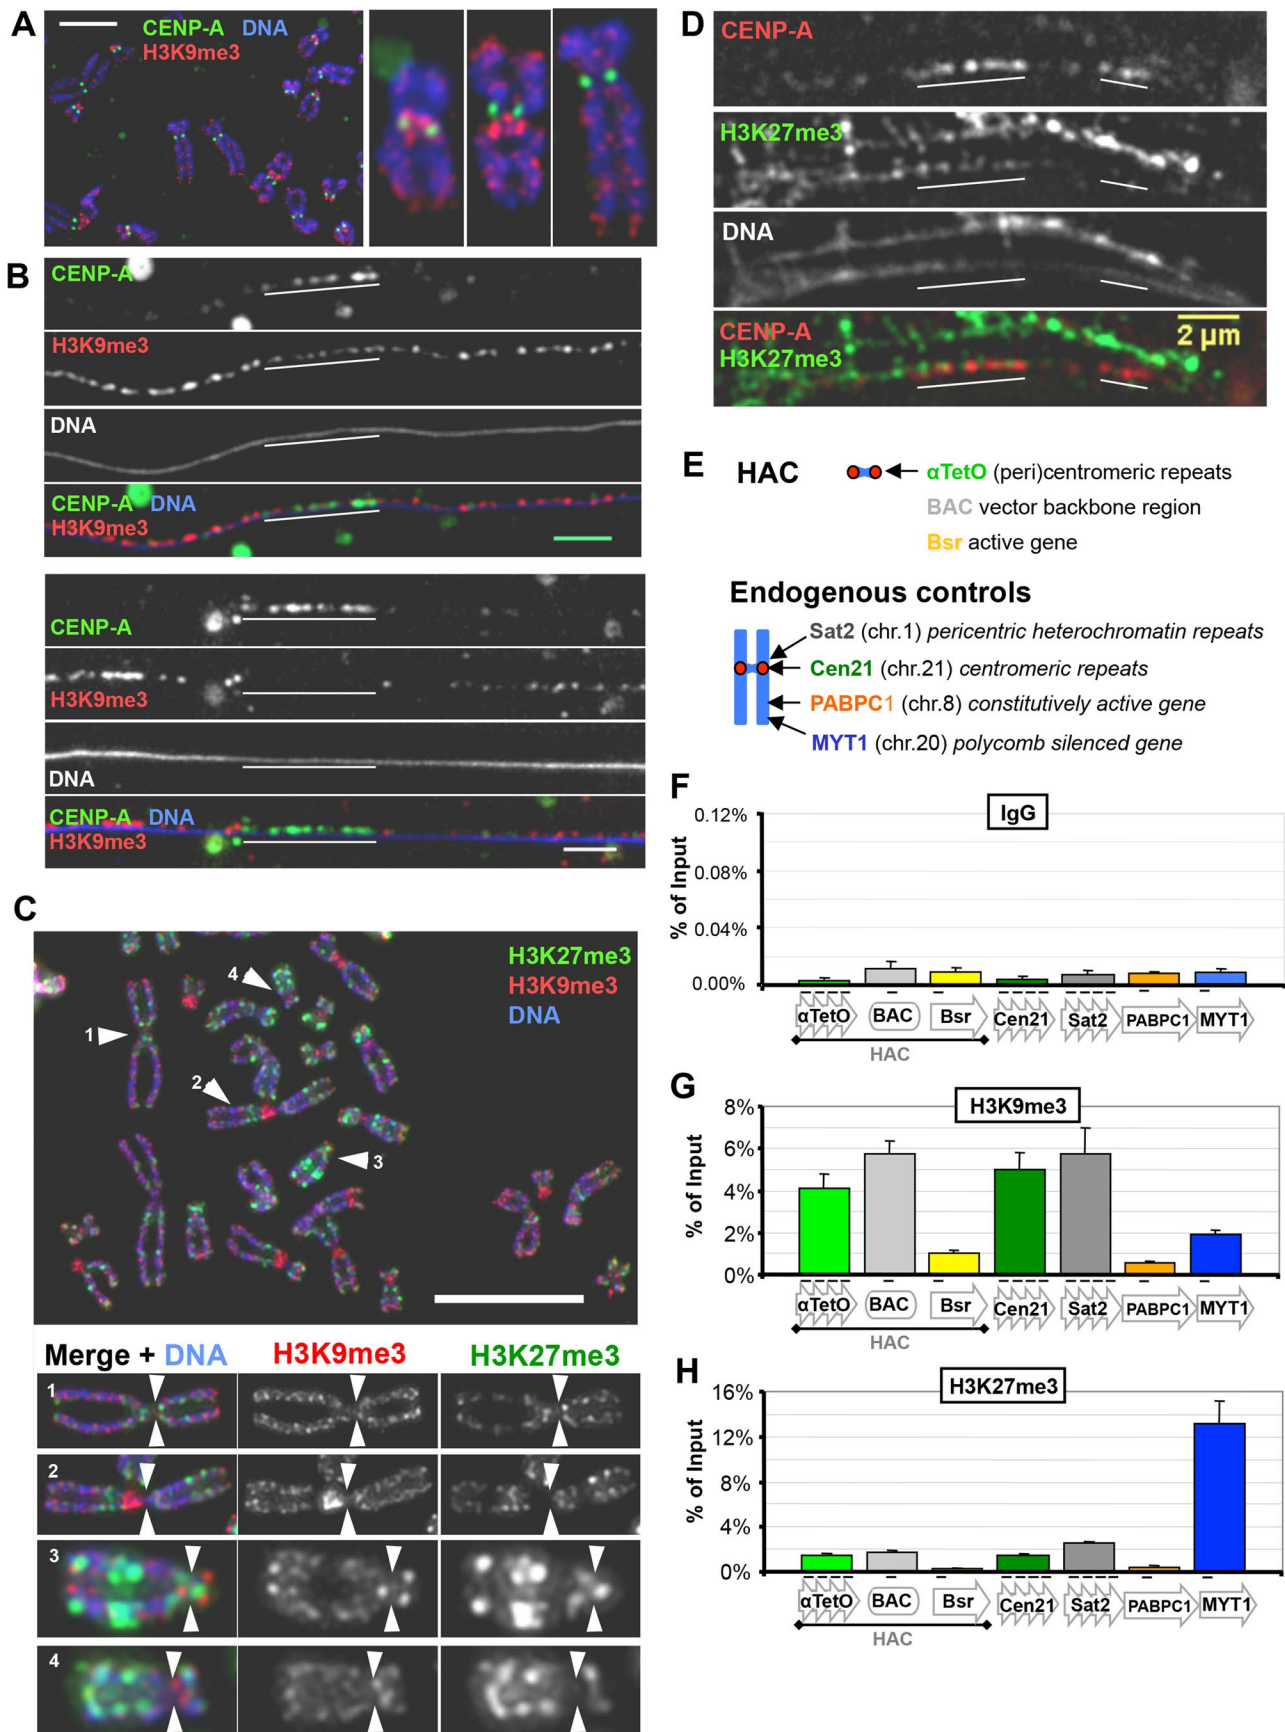 A
CENP-A DNA
H3K9me3
B
CENP-A
H3K9me3
DNA
CENP-A DNA
H3K9me3
CENP-A
H3K9me3
DNA
CENP-A DNA
H3K9me3
C
H3K27me3
H3K9me3
DNA
1
2
3
4
Merge + DNA
H3K9me3
H3K27me3
1
2
3
4
D
CENP-A
H3K27me3
DNA
CENP-A
H3K27me3
2 µm
E
HAC
αTetO (peri)centromeric repeats
BAC vector backbone region
Bsr active gene
Endogenous controls
Sat2 (chr.1) pericentric heterochromatin repeats
Cen21 (chr.21) centromeric repeats
PABPC1 (chr.8) constitutively active gene
MYT1 (chr.20) polycomb silenced gene
F
IgG
% of Input
0.12%
0.08%
0.04%
0.00%
αTetO BAC Bsr Cen21 Sat2 PABPC1 MYT1
HAC
G
H3K9me3
% of Input
8%
6%
4%
2%
0%
αTetO BAC Bsr Cen21 Sat2 PABPC1 MYT1
HAC
H
H3K27me3
% of Input
16%
12%
8%
4%
0%
αTetO BAC Bsr Cen21 Sat2 PABPC1 MYT1
HAC